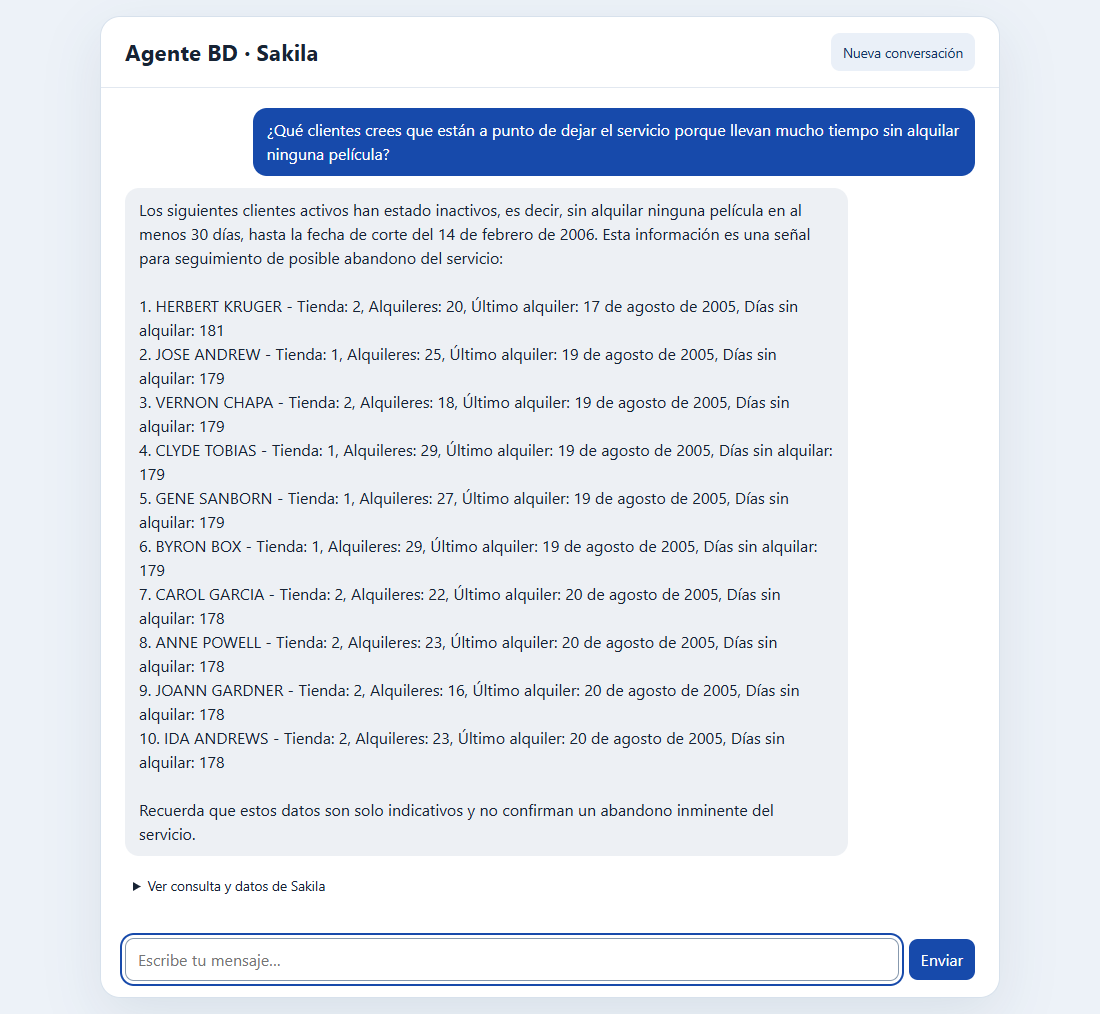 Agente BD · Sakila
Nueva conversación
¿Qué clientes crees que están a punto de dejar el servicio porque llevan mucho tiempo sin alquilar
ninguna película?
Los siguientes clientes activos han estado inactivos, es decir, sin alquilar ninguna película en al
menos 30 días, hasta la fecha de corte del 14 de febrero de 2006. Esta información es una señal
para seguimiento de posible abandono del servicio:
1. HERBERT KRUGER - Tienda: 2, Alquileres: 20, Último alquiler: 17 de agosto de 2005, Días sin
alquilar: 181
2. JOSE ANDREW - Tienda: 1, Alquileres: 25, Último alquiler: 19 de agosto de 2005, Días sin
alquilar: 179
3. VERNON CHAPA - Tienda: 2, Alquileres: 18, Último alquiler: 19 de agosto de 2005, Días sin
alquilar: 179
4. CLYDE TOBIAS - Tienda: 1, Alquileres: 29, Último alquiler: 19 de agosto de 2005, Días sin alquilar:
179
5. GENE SANBORN - Tienda: 1, Alquileres: 27, Último alquiler: 19 de agosto de 2005, Días sin
alquilar: 179
6. BYRON BOX - Tienda: 1, Alquileres: 29, Último alquiler: 19 de agosto de 2005, Días sin alquilar:
179
7. CAROL GARCIA - Tienda: 2, Alquileres: 22, Último alquiler: 20 de agosto de 2005, Días sin
alquilar: 178
8. ANNE POWELL - Tienda: 2, Alquileres: 23, Último alquiler: 20 de agosto de 2005, Días sin
alquilar: 178
9. JOANN GARDNER - Tienda: 2, Alquileres: 16, Último alquiler: 20 de agosto de 2005, Días sin
alquilar: 178
10. IDA ANDREWS - Tienda: 2, Alquileres: 23, Último alquiler: 20 de agosto de 2005, Días sin
alquilar: 178
Recuerda que estos datos son solo indicativos y no confirman un abandono inminente del
servicio.
▶ Ver consulta y datos de Sakila
Escribe tu mensaje...
Enviar